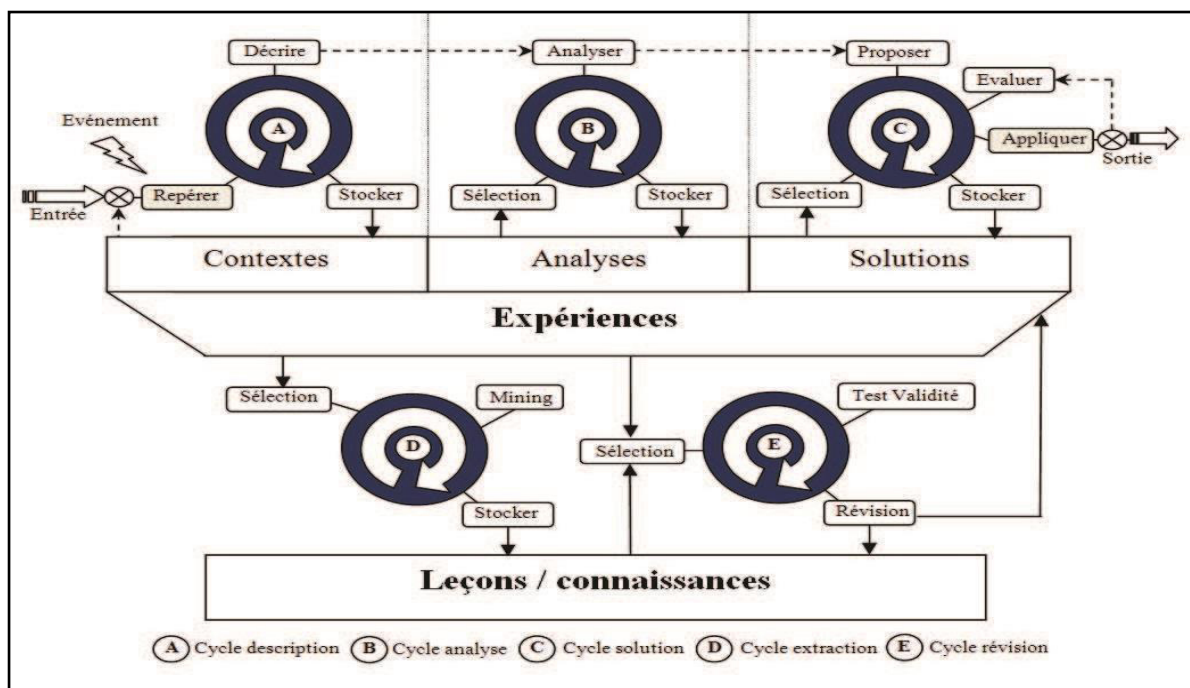 Décrire
Analyser
Proposer
Evaluer
Evénement
A
B
C
Appliquer
Sortie
Entrée
Repérer
Stocker
Sélection
Stocker
Sélection
Stocker
Contextes
Analyses
Solutions
Expériences
Sélection
Mining
Test Validité
D
Sélection
E
Stocker
Révision
Leçons / connaissances
A Cycle description B Cycle analyse C Cycle solution D Cycle extraction E Cycle révision